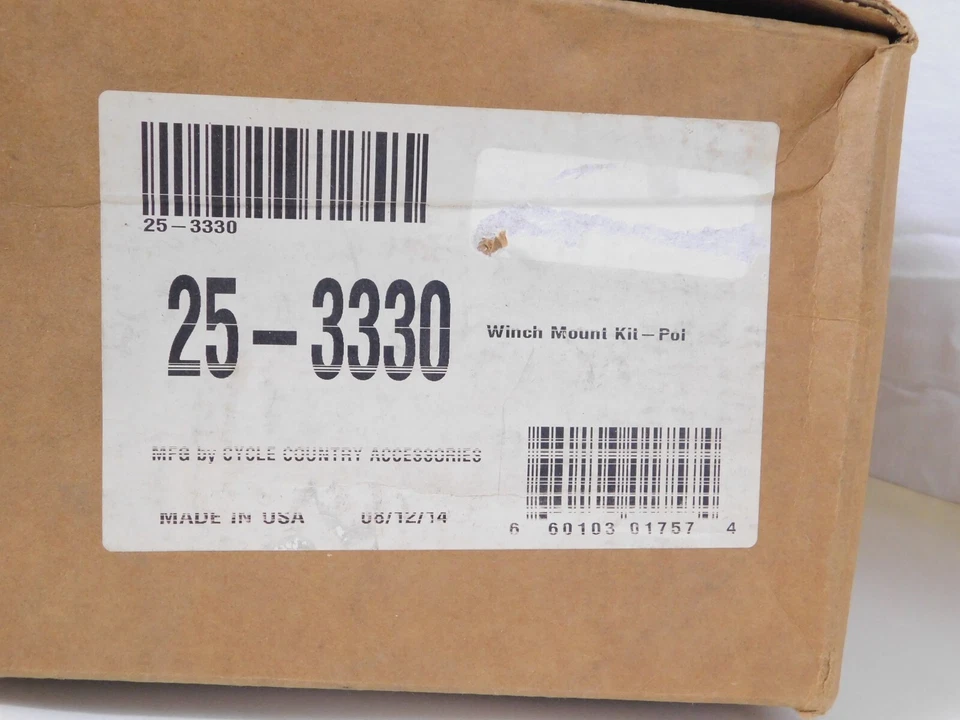 25-3330
25-3330
Winch Mount Kit-Pol
MFG by CYCLE COUNTRY ACCESSORIES
MADE IN USA 08/12/14
6 60103 01757 4